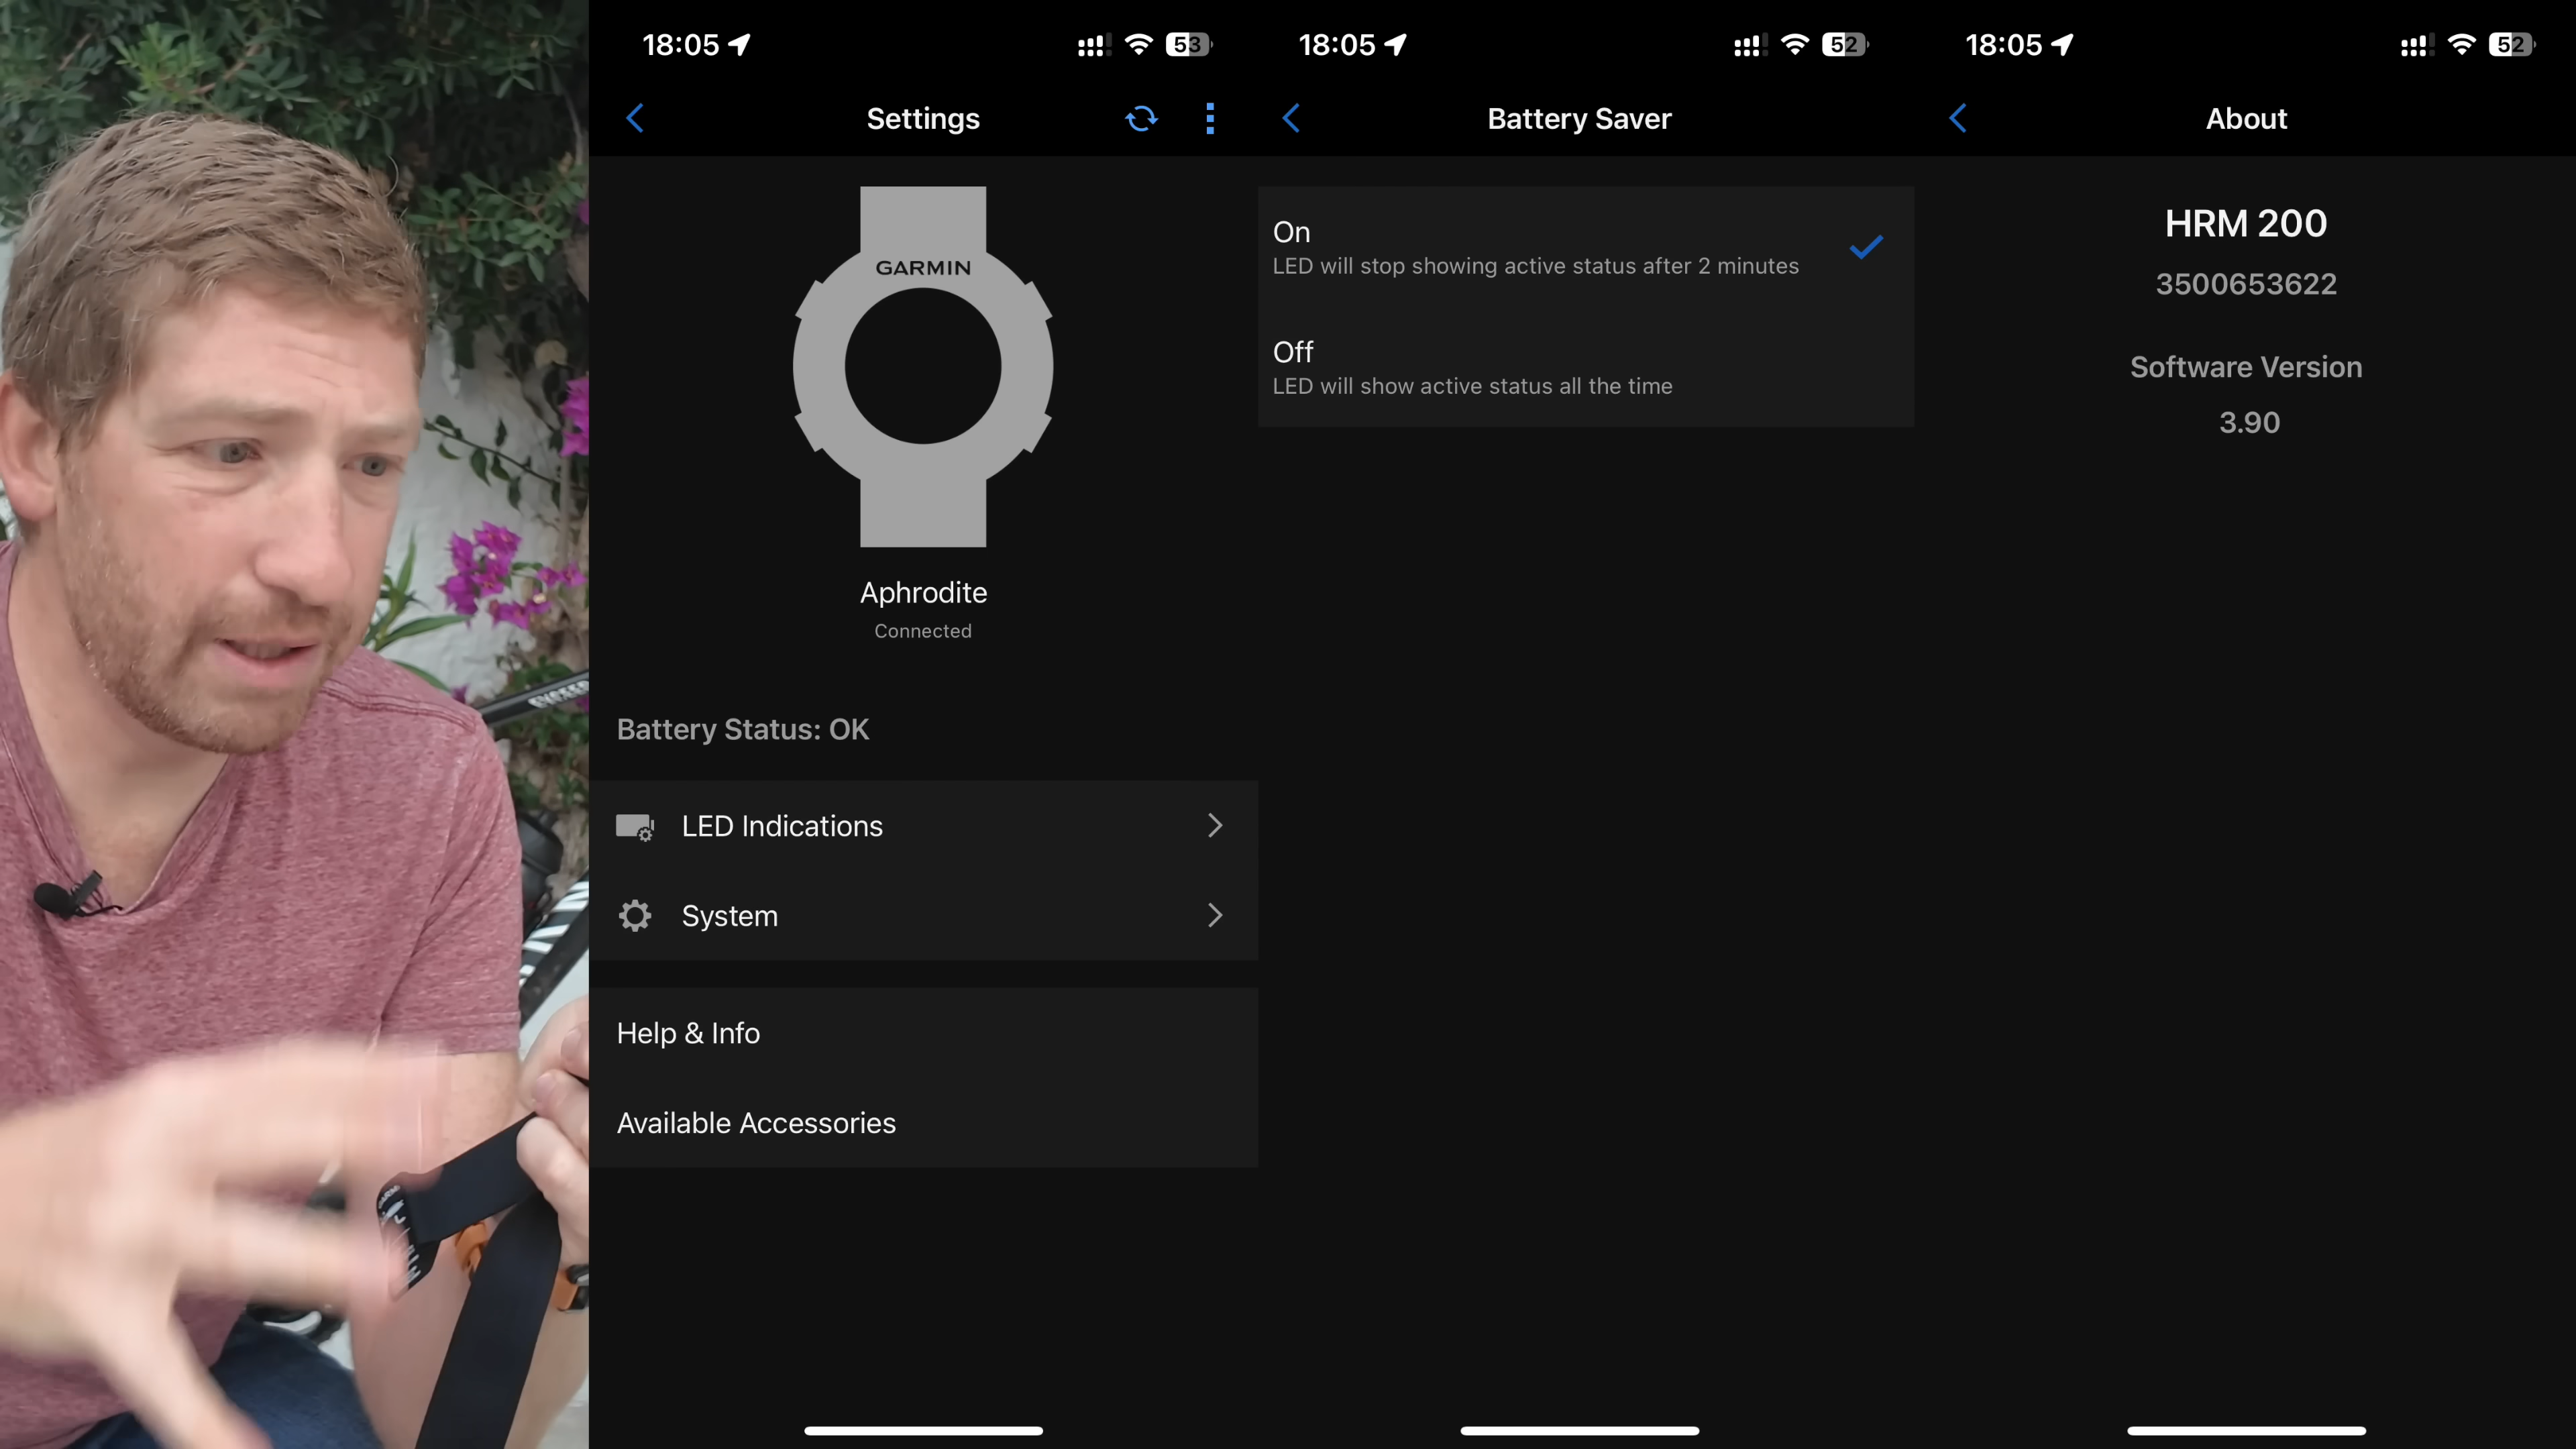 18:05
53
Settings
GARMIN
Aphrodite
Connected
Battery Status: OK
LED Indications
System
Help & Info
Available Accessories
18:05
52
Battery Saver
On
LED will stop showing active status after 2 minutes
Off
LED will show active status all the time
18:05
52
About
HRM 200
3500653622
Software Version
3.90